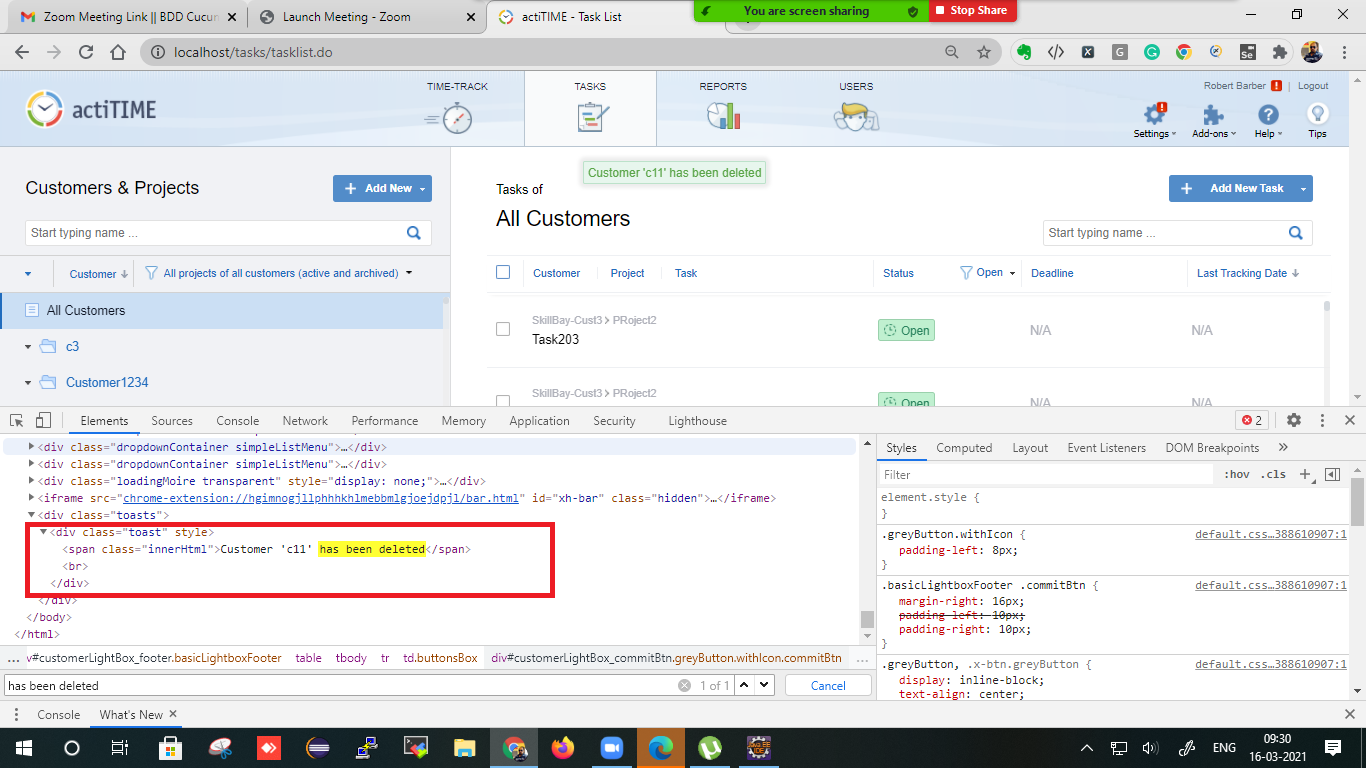 Zoom Meeting Link || BDD Cucun
Launch Meeting - Zoom
actiTIME - Task List
You are screen sharing
Stop Share
localhost/tasks/tasklist.do
actiTIME
TIME-TRACK
TASKS
REPORTS
USERS
Robert Barber
Logout
Settings
Add-ons
Help
Tips
Customers & Projects
Add New
Start typing name ...
Customer
All projects of all customers (active and archived)
All Customers
c3
Customer1234
Customer 'c11' has been deleted
Tasks of
All Customers
Add New Task
Start typing name ...
Customer Project Task Status Open Deadline Last Tracking Date
SkillBay-Cust3 > PRoject2
Task203
Open N/A N/A
SkillBay-Cust3 > PRoject2
Open N/A N/A
Elements Sources Console Network Performance Memory Application Security Lighthouse 2
<div class="dropdownContainer simpleListMenu">…</div>
<div class="dropdownContainer simpleListMenu">…</div>
<div class="loadingMoire transparent" style="display: none;">…</div>
<iframe src="chrome-extension://hgimnogjllphhhkhlmebbmlgjoejdpjl/bar.html" id="xh-bar" class="hidden">…</iframe>
<div class="toasts">
<div class="toast" style>
<span class="innerHtml">Customer 'c11' has been deleted</span>
<br>
</div>
</div>
</body>
</html>
... v#customerLightBox_footer.basicLightboxFooter table tbody tr td.buttonsBox div#customerLightBox_commitBtn.greyButton.withIcon.commitBtn ...
has been deleted 1 of 1 Cancel
Styles Computed Layout Event Listeners DOM Breakpoints »
Filter :hov .cls +
element.style {
}
.greyButton.withIcon { default.css…388610907:1
padding-left: 8px;
}
.basicLightboxFooter .commitBtn { default.css…388610907:1
margin-right: 16px;
padding-left: 10px;
padding-right: 10px;
}
.greyButton, .x-btn.greyButton { default.css…388610907:1
display: inline-block;
text-align: center;
Console What's New
ENG
09:30
16-03-2021